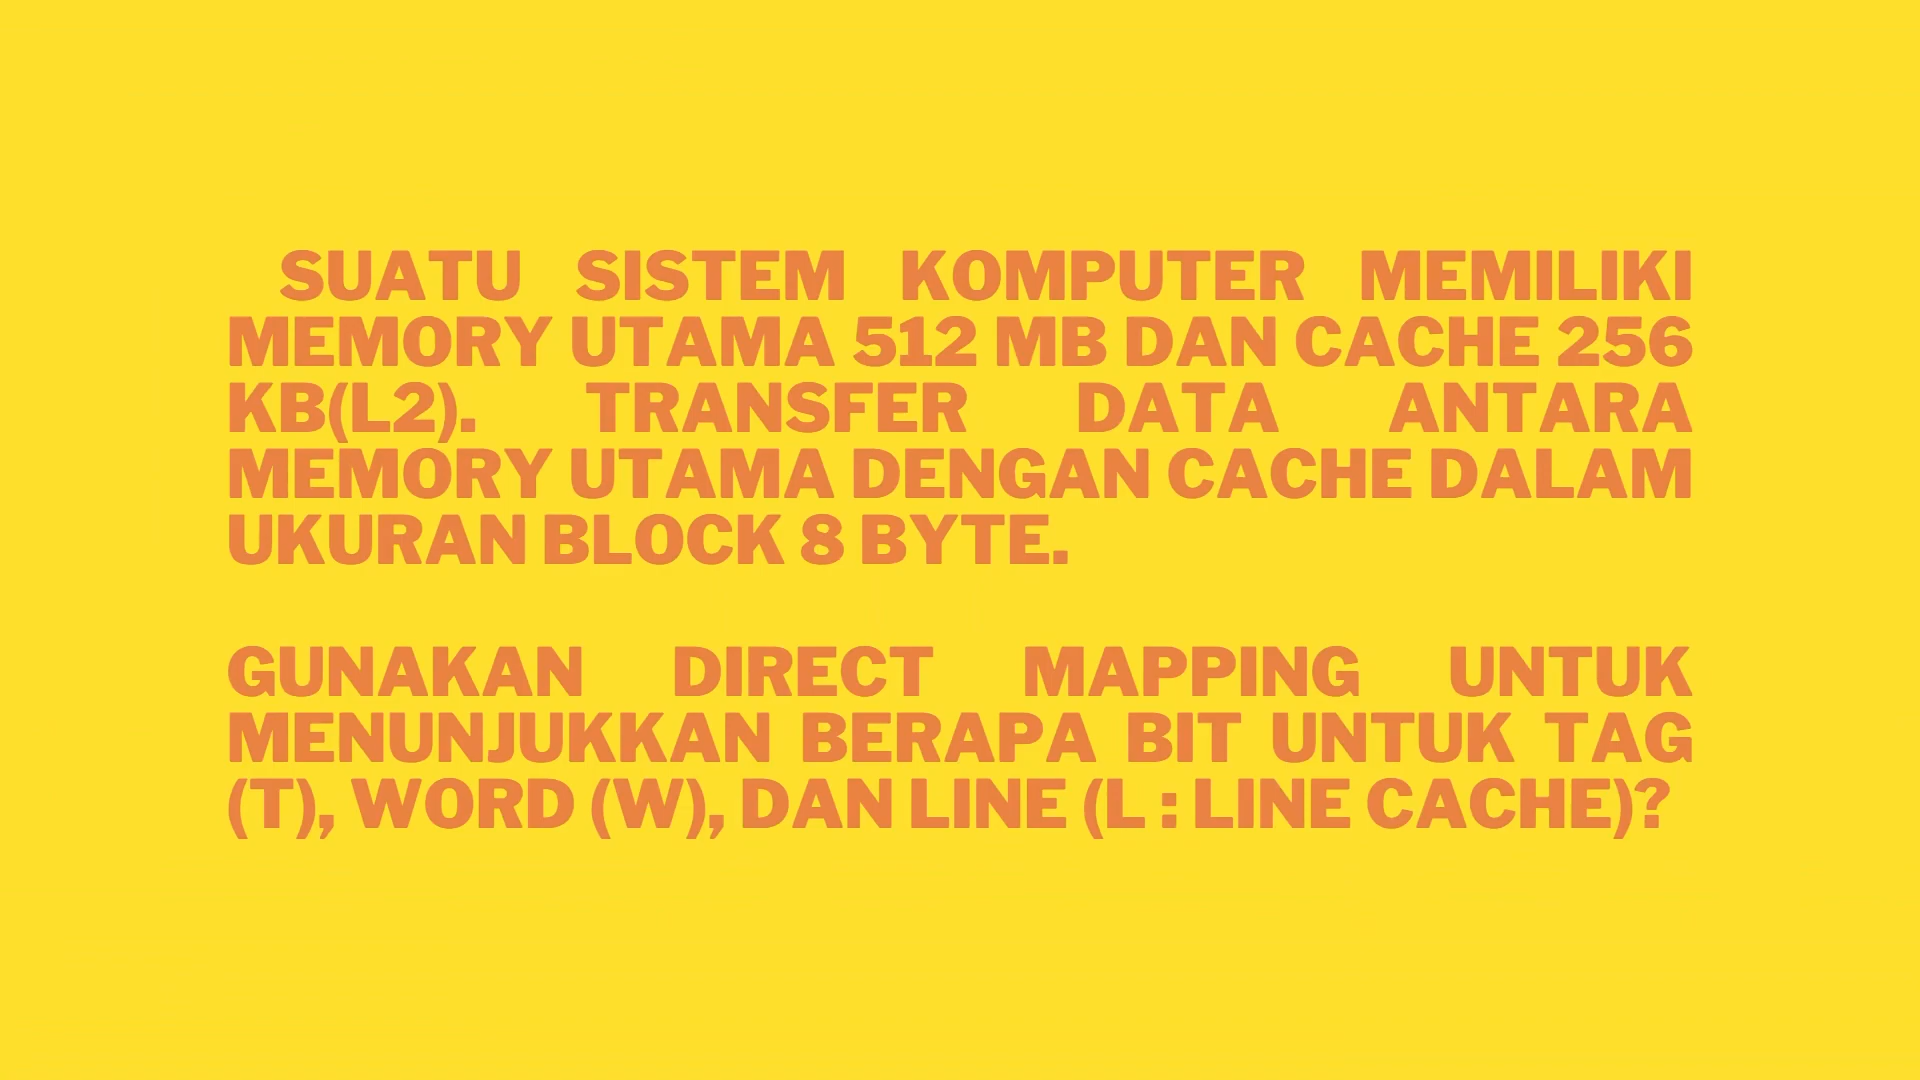 SUATU SISTEM KOMPUTER MEMILIKI
MEMORY UTAMA 512 MB DAN CACHE 256
KB(L2). TRANSFER DATA ANTARA
MEMORY UTAMA DENGAN CACHE DALAM
UKURAN BLOCK 8 BYTE.
GUNAKAN DIRECT MAPPING UNTUK
MENUNJUKKAN BERAPA BIT UNTUK TAG
(T), WORD (W), DAN LINE (L : LINE CACHE)?